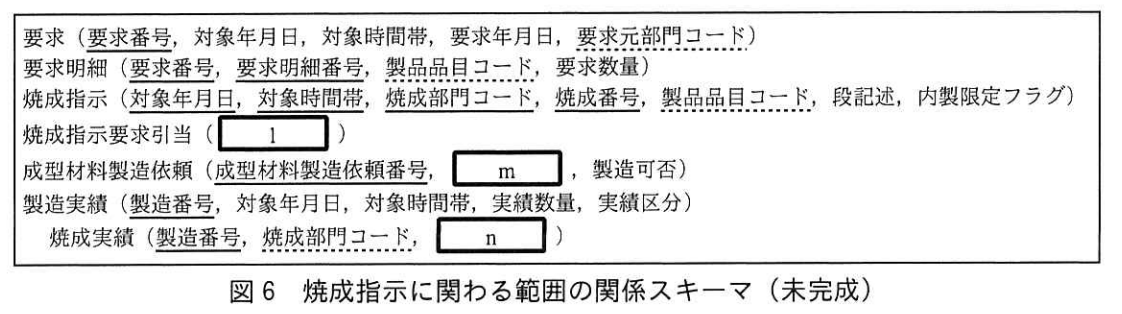 要求（要求番号，対象年月日，対象時間帯，要求年月日，要求元部門コード）
要求明細（要求番号，要求明細番号，製品品目コード，要求数量）
焼成指示（対象年月日，対象時間帯，焼成部門コード，焼成番号，製品品目コード，段記述，内製限定フラグ）
焼成指示要求引当（ l ）
成型材料製造依頼（成型材料製造依頼番号， m ，製造可否）
製造実績（製造番号，対象年月日，対象時間帯，実績数量，実績区分）
焼成実績（製造番号，焼成部門コード， n ）
図6 焼成指示に関わる範囲の関係スキーマ（未完成）